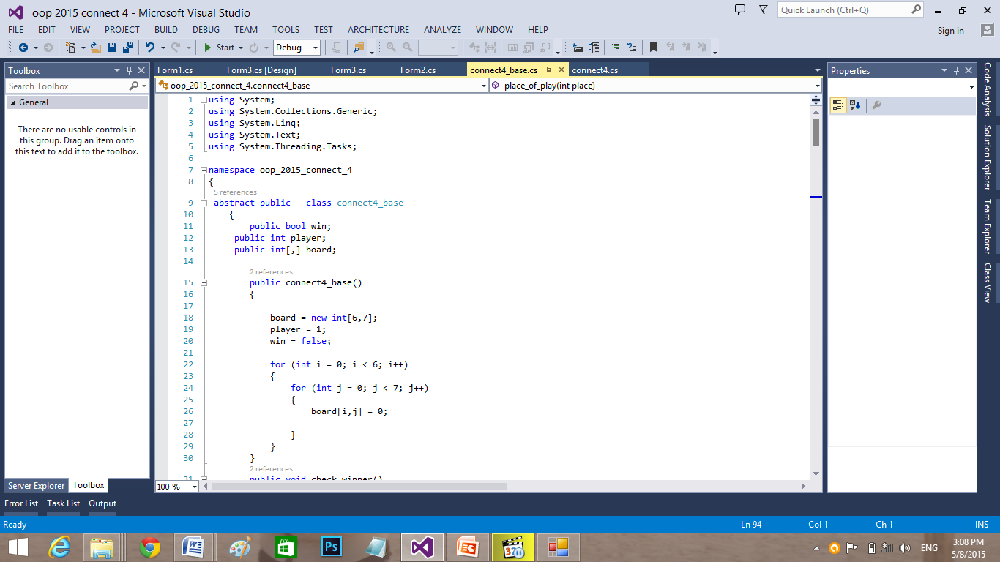 oop 2015 connect 4 - Microsoft Visual Studio
Quick Launch (Ctrl+Q)
FILE EDIT VIEW PROJECT BUILD DEBUG TEAM TOOLS TEST ARCHITECTURE ANALYZE WINDOW HELP
Sign in
Start Debug
Toolbox
Search Toolbox
General
There are no usable controls in
this group. Drag an item onto
this text to add it to the toolbox.
Server Explorer Toolbox
Form1.cs Form3.cs [Design] Form3.cs Form2.cs connect4_base.cs connect4.cs
oop_2015_connect_4.connect4_base place_of_play(int place)
1 using System;
2 using System.Collections.Generic;
3 using System.Linq;
4 using System.Text;
5 using System.Threading.Tasks;
6
7 namespace oop_2015_connect_4
8 {
5 references
9 abstract public   class connect4_base
10 {
11 public bool win;
12 public int player;
13 public int[,] board;
14
2 references
15 public connect4_base()
16 {
17
18 board = new int[6,7];
19 player = 1;
20 win = false;
21
22 for (int i = 0; i < 6; i++)
23 {
24 for (int j = 0; j < 7; j++)
25 {
26 board[i,j] = 0;
27
28 }
29 }
30 }
2 references
31 public void check_winner()
100 %
Properties
Code Analysis
Solution Explorer
Team Explorer
Class View
Error List Task List Output
Ready Ln 94 Col 1 Ch 1 INS
Ps
321
ENG
3:08 PM
5/8/2015